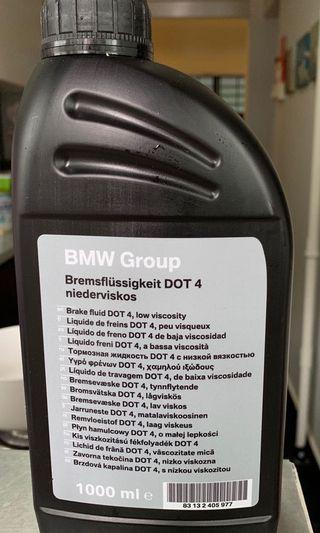 BMW Group
Bremsflüssigkeit DOT 4
niederviskos
Brake fluid DOT 4, low viscosity
Liquide de freins DOT 4, peu visqueux
Líquido de freno DOT 4 de baja viscosidad
Liquido freni DOT 4, a bassa viscosità
Тормозная жидкость DOT 4 с низкой вязкостью
Υγρό φρένων DOT 4, χαμηλού ιξώδους
Líquido de travagem DOT 4, de baixa viscosidade
Bremsevæske DOT 4, tynnflytende
Bromsvätska DOT 4, lågviskös
Bremsevæske DOT 4, lav viskos
Jarruneste DOT 4, matalaviskoosinen
Remvloeistof DOT 4, laag viskeus
Płyn hamulcowy DOT 4, o małej lepkości
Kis viszkozitású fékfolyadék DOT 4
Lichid de frână DOT 4, vâscozitate mică
Zavorna tekočina DOT 4, nizko viskozna
Brzdová kapalina DOT 4, s nízkou viskozitou
1000 ml e
83 13 2 405 977